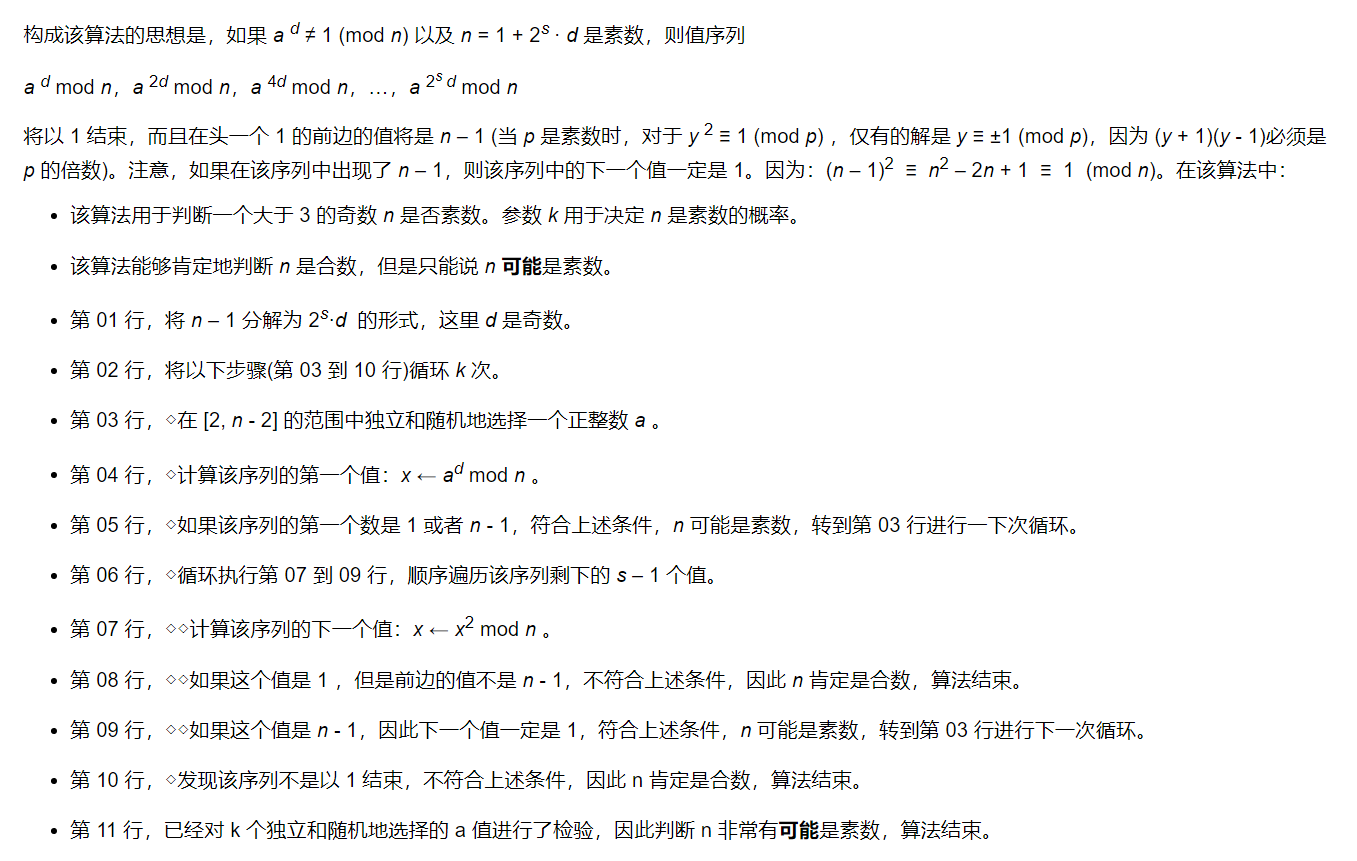 构成该算法的思想是，如果 a ^d ≠ 1 (mod n) 以及 n = 1 + 2^s · d 是素数，则值序列
a ^d mod n，a ^2d mod n，a ^4d mod n，…，a ^2^s d mod n
将以 1 结束，而且在头一个 1 的前边的值将是 n – 1 (当 p 是素数时，对于 y ^2 ≡ 1 (mod p) ，仅有的解是 y ≡ ±1 (mod p)，因为 (y + 1)(y - 1)必须是
p 的倍数)。注意，如果在该序列中出现了 n – 1，则该序列中的下一个值一定是 1。因为：(n – 1)^2 ≡ n^2 – 2n + 1 ≡ 1 (mod n)。在该算法中：
• 该算法用于判断一个大于 3 的奇数 n 是否素数。参数 k 用于决定 n 是素数的概率。
• 该算法能够肯定地判断 n 是合数，但是只能说 n 可能是素数。
• 第 01 行，将 n – 1 分解为 2^s·d 的形式，这里 d 是奇数。
• 第 02 行，将以下步骤(第 03 到 10 行)循环 k 次。
• 第 03 行，◇在 [2, n - 2] 的范围中独立和随机地选择一个正整数 a 。
• 第 04 行，◇计算该序列的第一个值：x ← a^d mod n 。
• 第 05 行，◇如果该序列的第一个数是 1 或者 n - 1，符合上述条件，n 可能是素数，转到第 03 行进行一下次循环。
• 第 06 行，◇循环执行第 07 到 09 行，顺序遍历该序列剩下的 s – 1 个值。
• 第 07 行，◇◇计算该序列的下一个值：x ← x^2 mod n 。
• 第 08 行，◇◇如果这个值是 1 ，但是前边的值不是 n - 1，不符合上述条件，因此 n 肯定是合数，算法结束。
• 第 09 行，◇◇如果这个值是 n - 1，因此下一个值一定是 1，符合上述条件，n 可能是素数，转到第 03 行进行下一次循环。
• 第 10 行，◇发现该序列不是以 1 结束，不符合上述条件，因此 n 肯定是合数，算法结束。
• 第 11 行，已经对 k 个独立和随机地选择的 a 值进行了检验，因此判断 n 非常有可能是素数，算法结束。